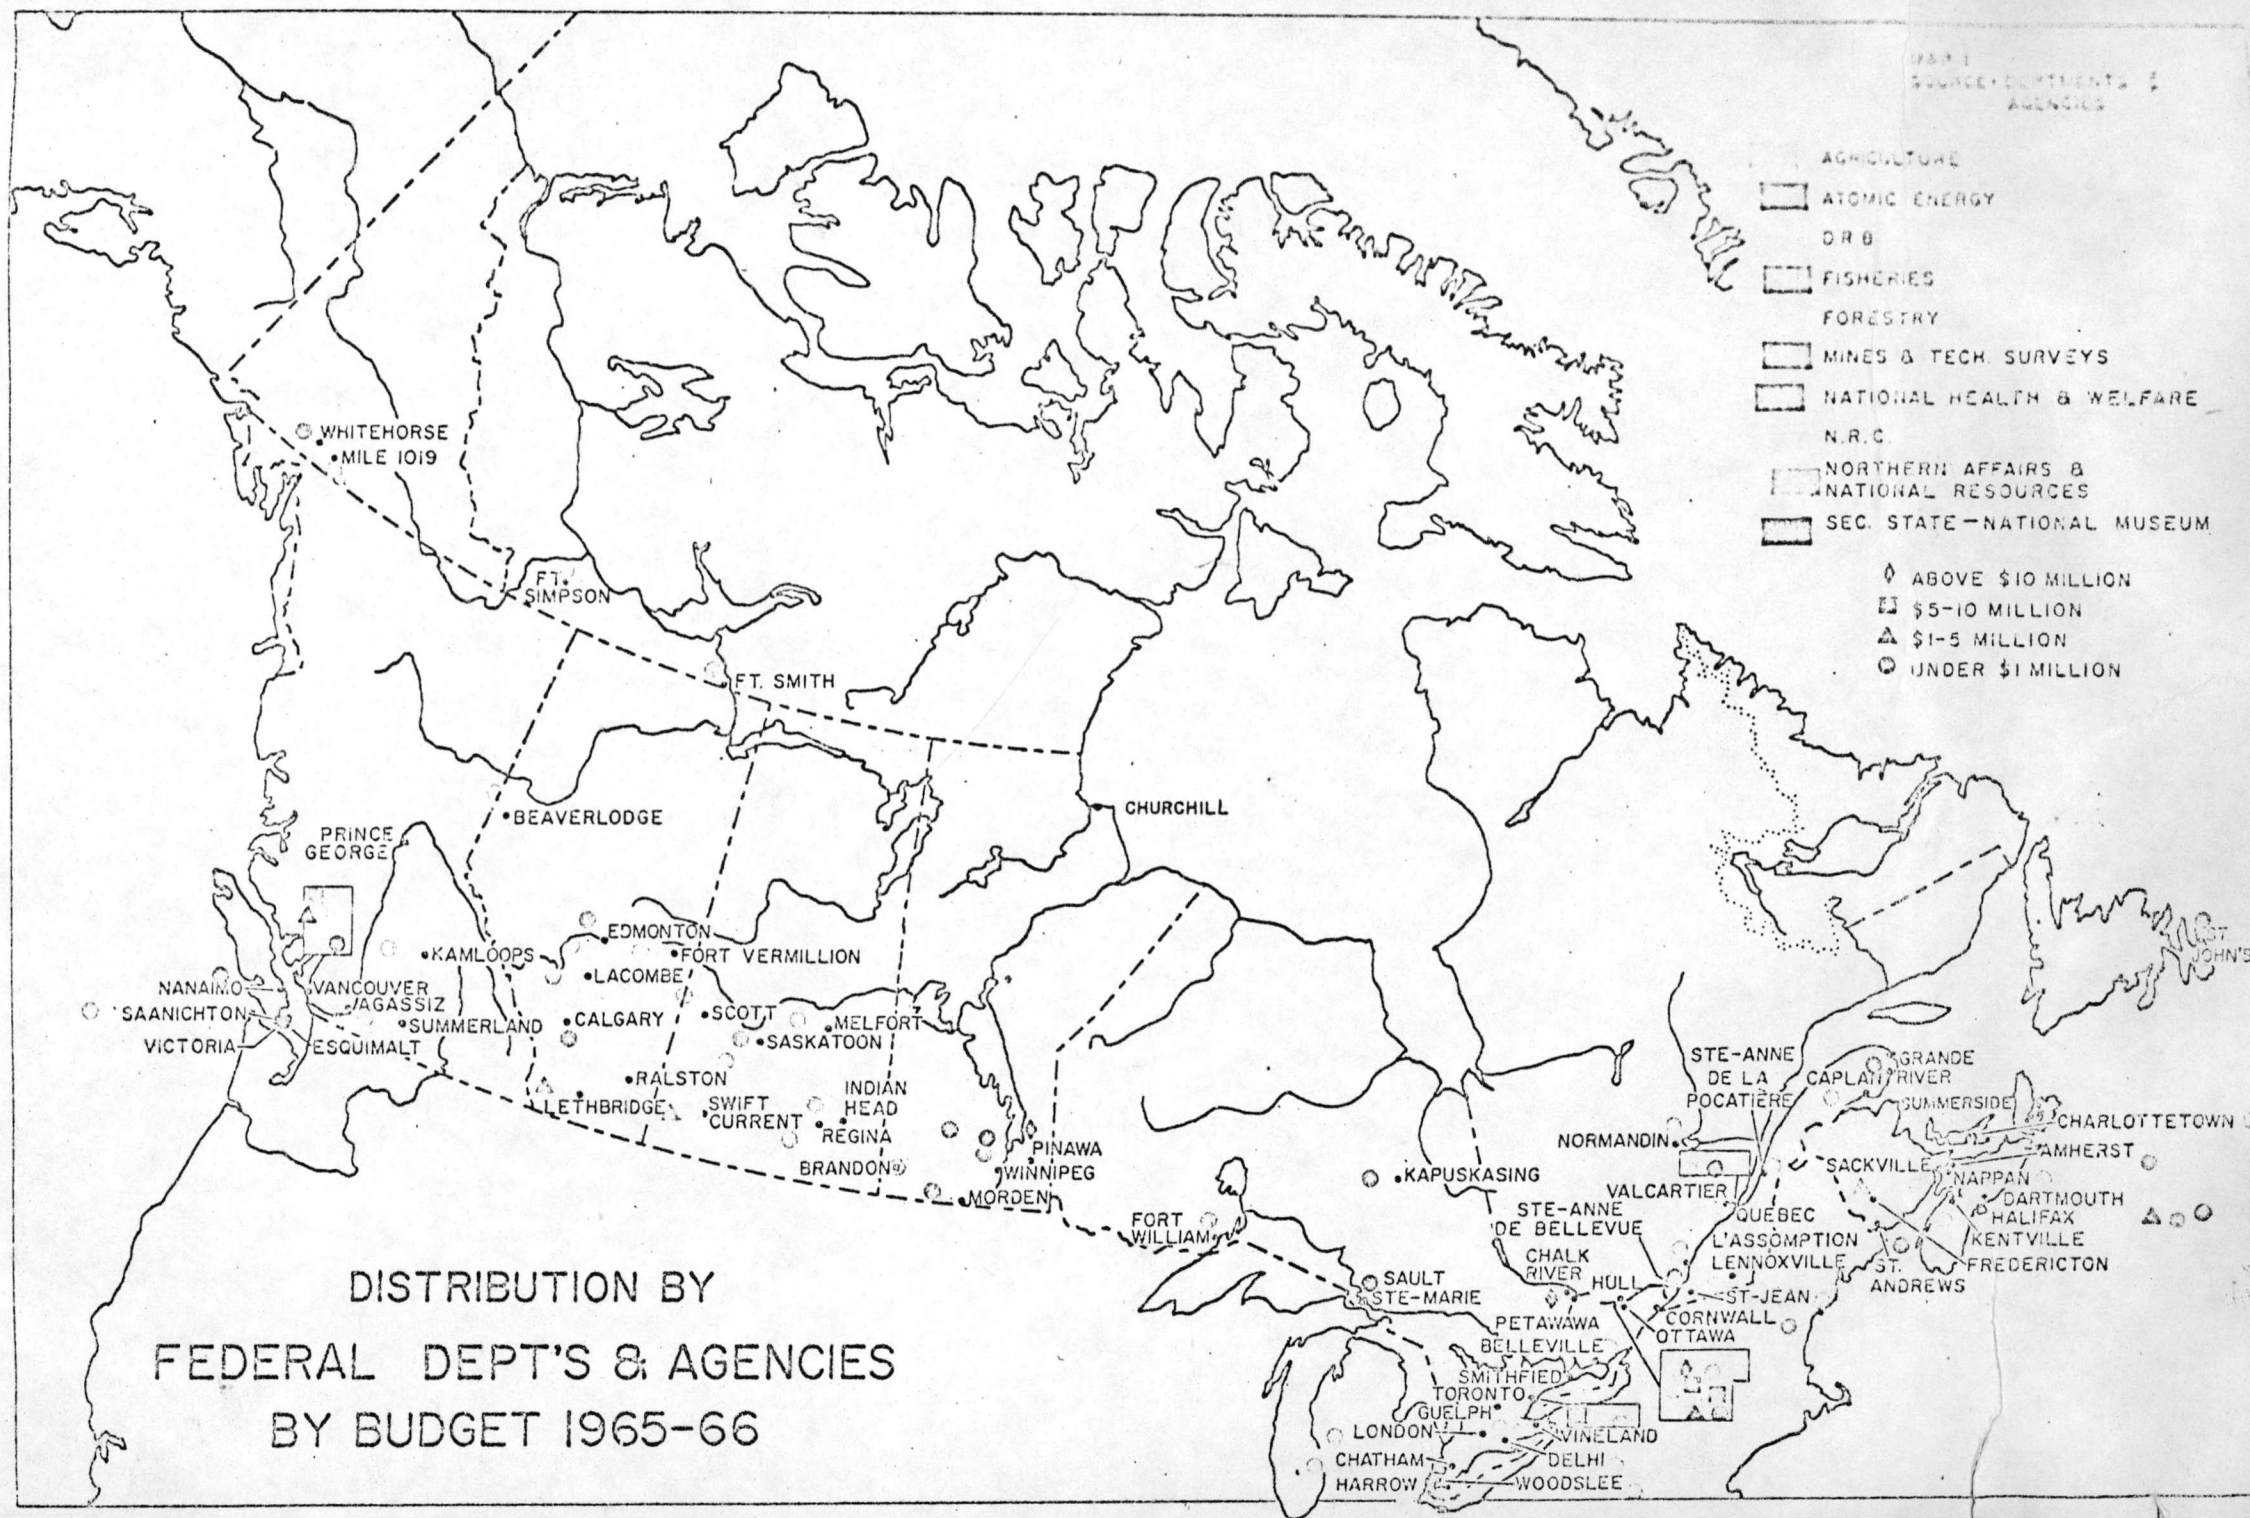 MAP 1
SOURCE-DEPTMENTS &
AGENCIES
AGRICULTURE
ATOMIC ENERGY
D R B
FISHERIES
FORESTRY
MINES & TECH. SURVEYS
NATIONAL HEALTH & WELFARE
N.R.C.
NORTHERN AFFAIRS &
NATIONAL RESOURCES
SEC. STATE-NATIONAL MUSEUM
ABOVE $10 MILLION
$5-10 MILLION
$1-5 MILLION
UNDER $1 MILLION
WHITEHORSE
MILE 1019
FT.
SIMPSON
FT. SMITH
BEAVERLODGE
CHURCHILL
PRINCE
GEORGE
EDMONTON
KAMLOOPS
FORT VERMILLION
LACOMBE
NANAIMO
VANCOUVER
AGASSIZ
SAANICHTON
SUMMERLAND
CALGARY
SCOTT
MELFORT
SASKATOON
VICTORIA
ESQUIMALT
RALSTON
LETHBRIDGE
SWIFT
CURRENT
INDIAN
HEAD
REGINA
BRANDON
PINAWA
WINNIPEG
MORDEN
FORT
WILLIAM
KAPUSKASING
SAULT
STE-MARIE
ST.
JOHN'S
STE-ANNE
DE LA
POCATIÈRE
CAPLAN
GRANDE
RIVER
SUMMERSIDE
CHARLOTTETOWN
NORMANDIN
AMHERST
SACKVILLE
NAPPAN
VALCARTIER
DARTMOUTH
HALIFAX
STE-ANNE
DE BELLEVUE
QUEBEC
L'ASSOMPTION
KENTVILLE
LENNOXVILLE
ST.
ANDREWS
FREDERICTON
CHALK
RIVER
HULL
ST-JEAN
PETAWAWA
CORNWALL
OTTAWA
BELLEVILLE
SMITHFIED
TORONTO
GUELPH
LONDON
VINELAND
CHATHAM
DELHI
HARROW
WOODSLEE
DISTRIBUTION BY
FEDERAL DEPT'S & AGENCIES
BY BUDGET 1965-66